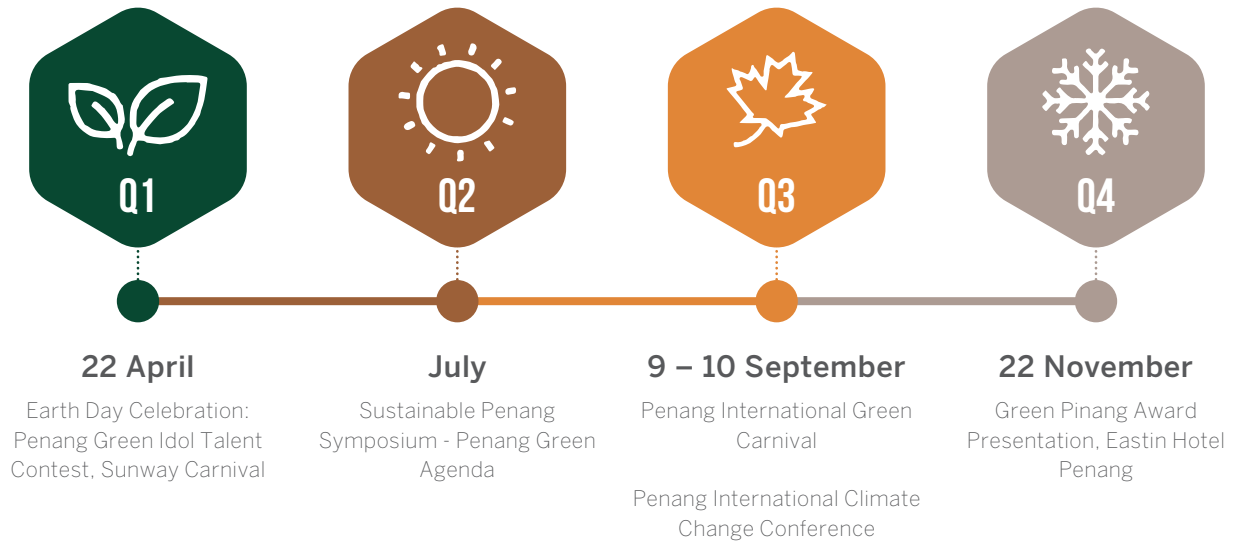 Q1
Q2
Q3
Q4
22 April
Earth Day Celebration:
Penang Green Idol Talent
Contest, Sunway Carnival
July
Sustainable Penang
Symposium - Penang Green
Agenda
9 – 10 September
Penang International Green
Carnival
Penang International Climate
Change Conference
22 November
Green Pinang Award
Presentation, Eastin Hotel
Penang